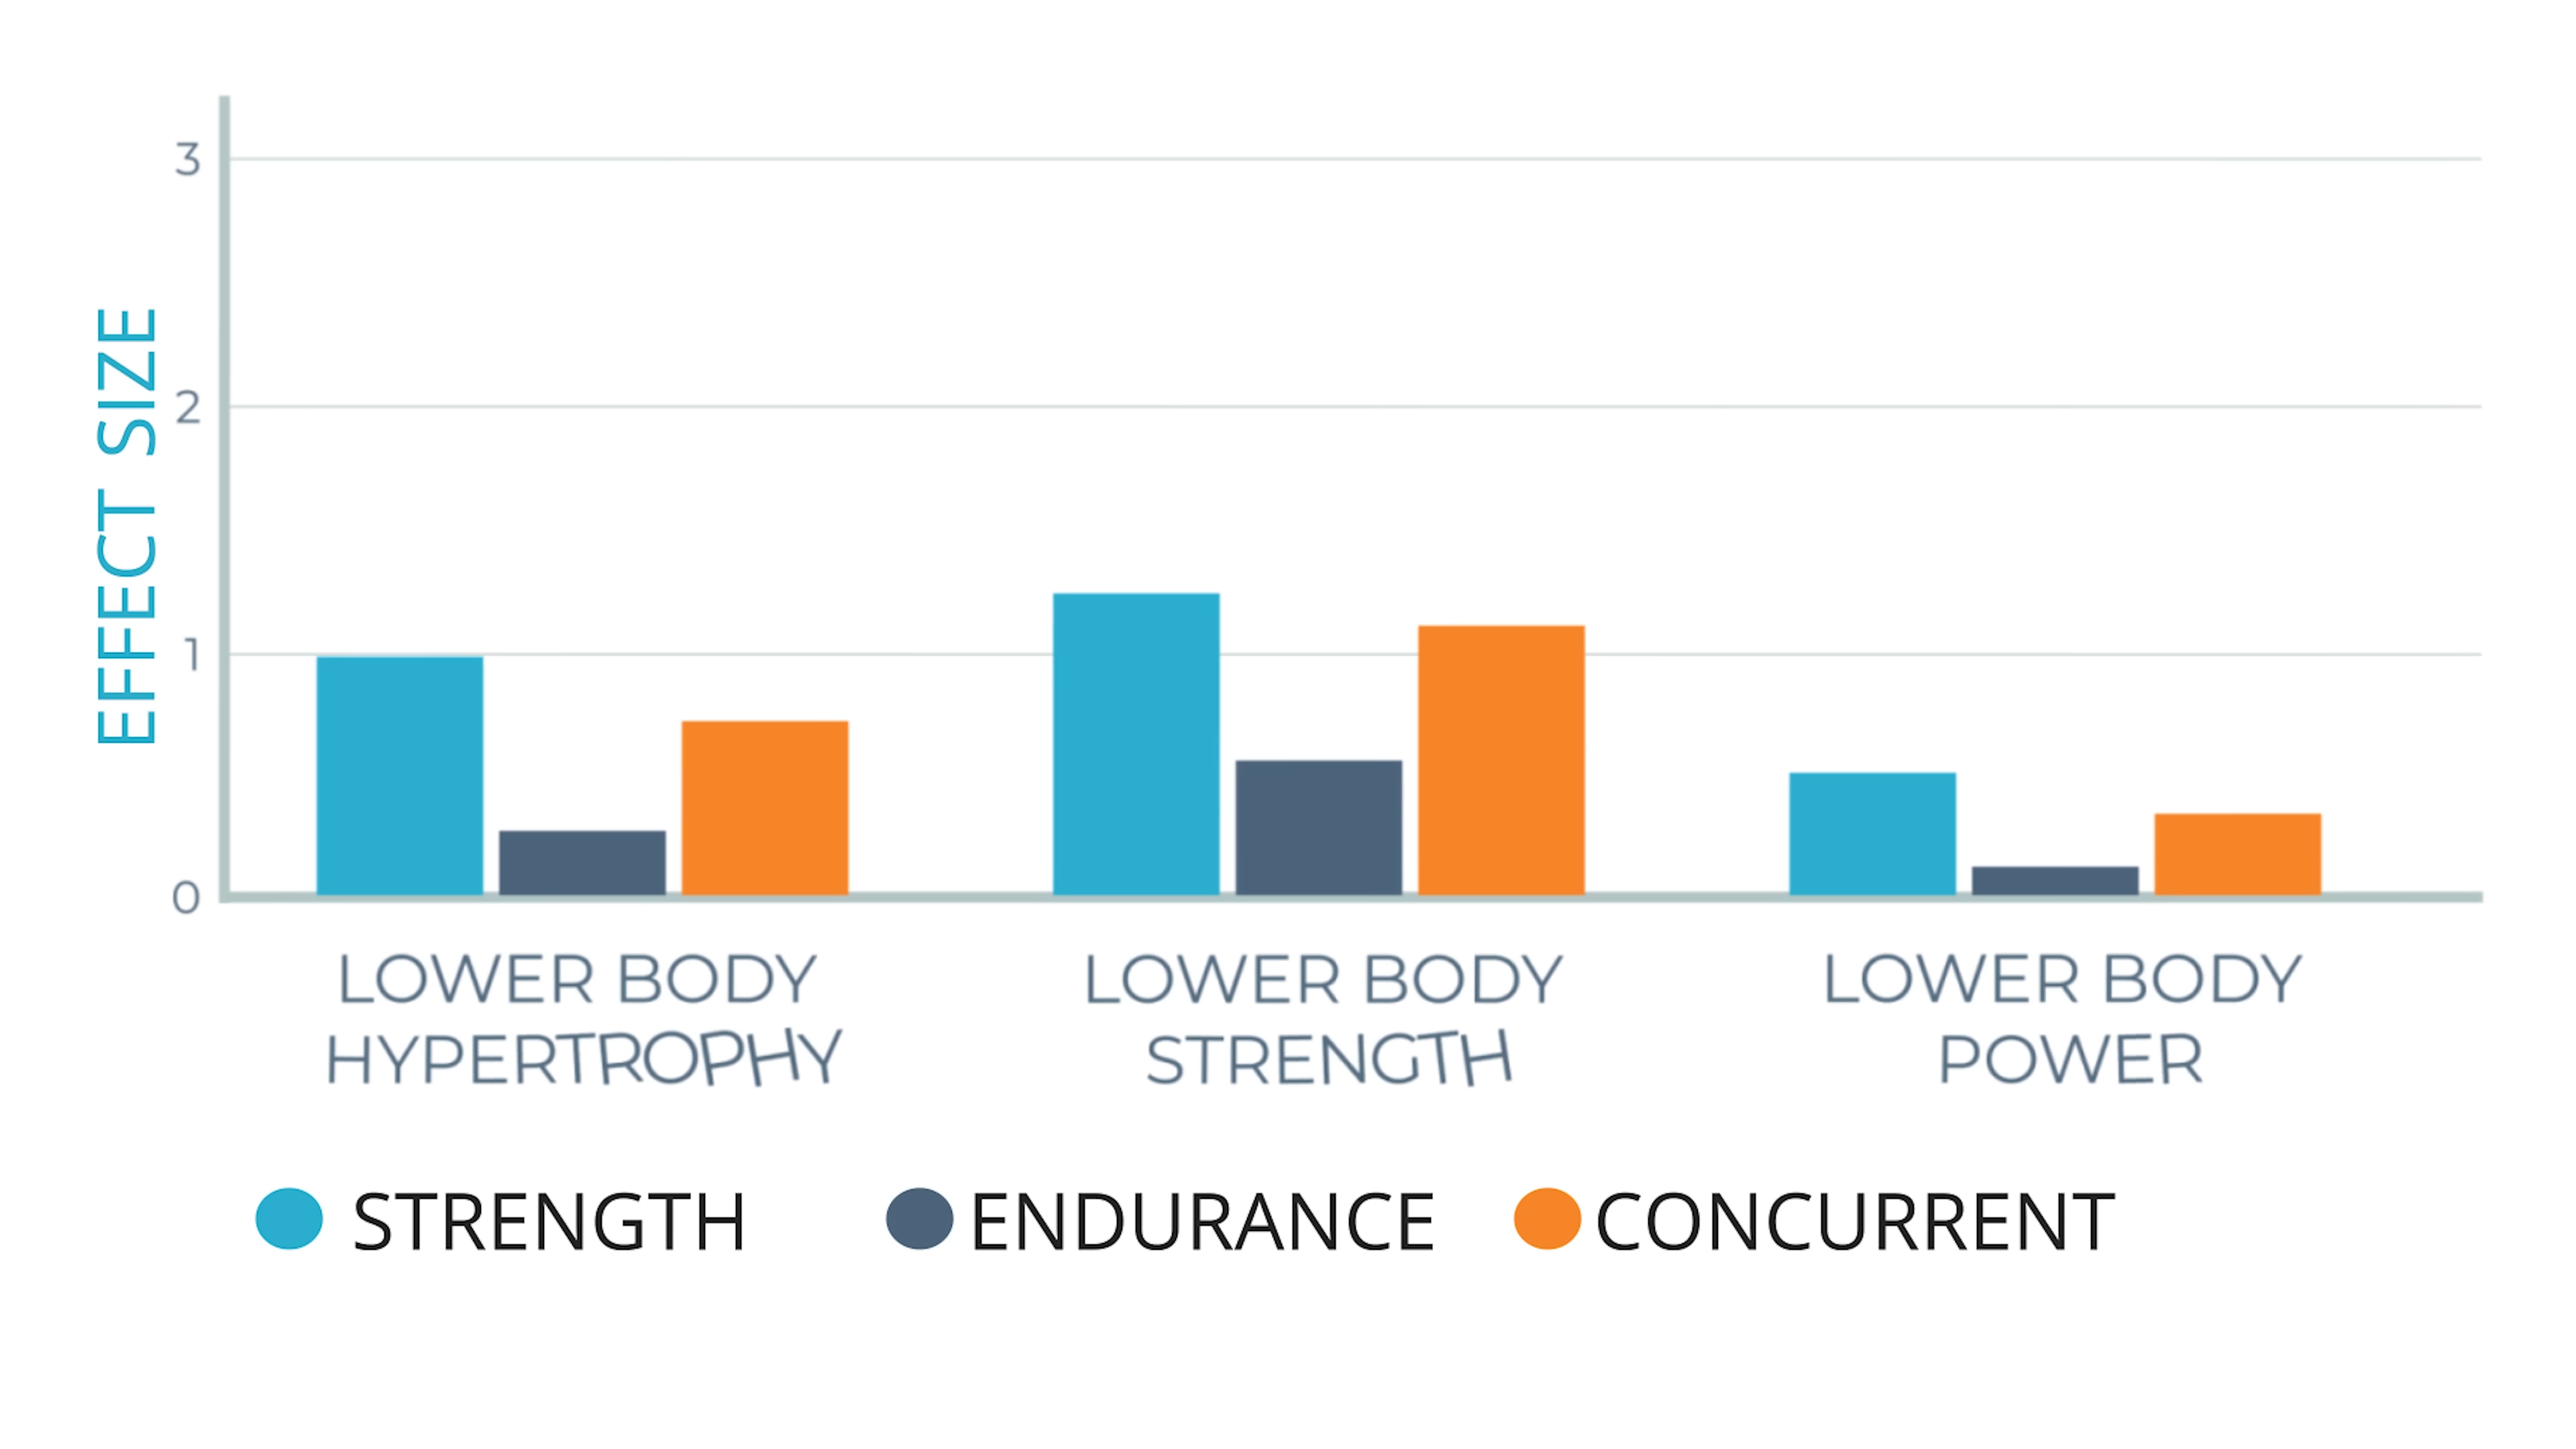 EFFECT SIZE
3
2
1
0
LOWER BODY
HYPERTROPHY
LOWER BODY
STRENGTH
LOWER BODY
POWER
STRENGTH
ENDURANCE
CONCURRENT